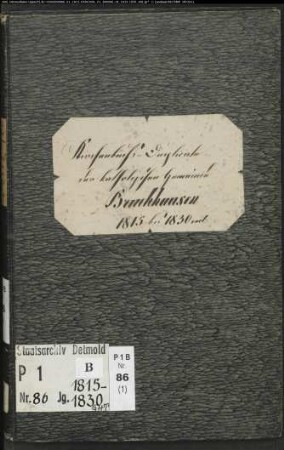 Kirchenbuchs-Duplicate
der katholischen Gemeinde
Bruchhausen
1815 bis 1830 incl.
Staatsarchiv Detmold
P 1
B
P 1 B
Nr.
86
(1)
Nr. 86 Jg. 1815-
1830